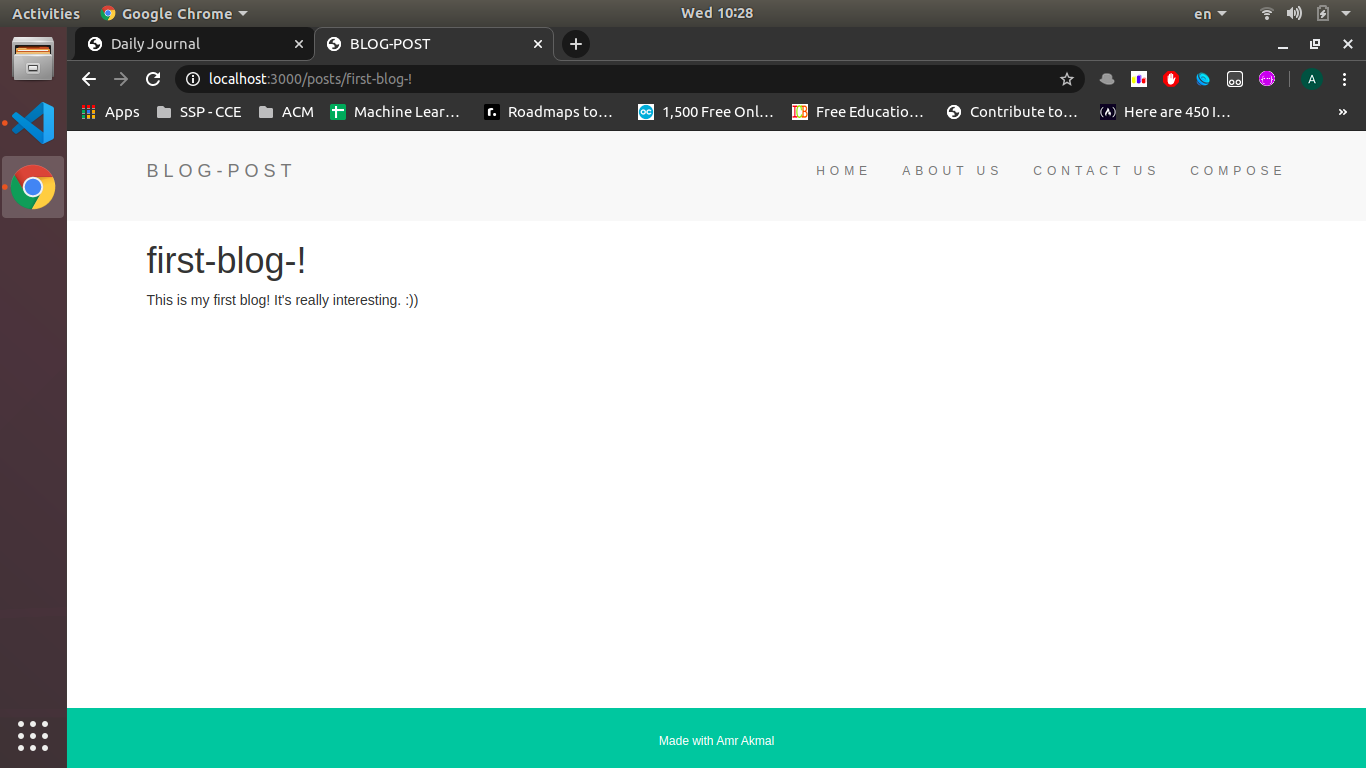 Activities Google Chrome Wed 10:28 en
Daily Journal BLOG-POST
localhost:3000/posts/first-blog-! A
Apps SSP - CCE ACM Machine Lear… Roadmaps to… 1,500 Free Onl… Free Educatio… Contribute to… Here are 450 I… »
BLOG-POST HOME ABOUT US CONTACT US COMPOSE
first-blog-!
This is my first blog! It's really interesting. :))
Made with Amr Akmal